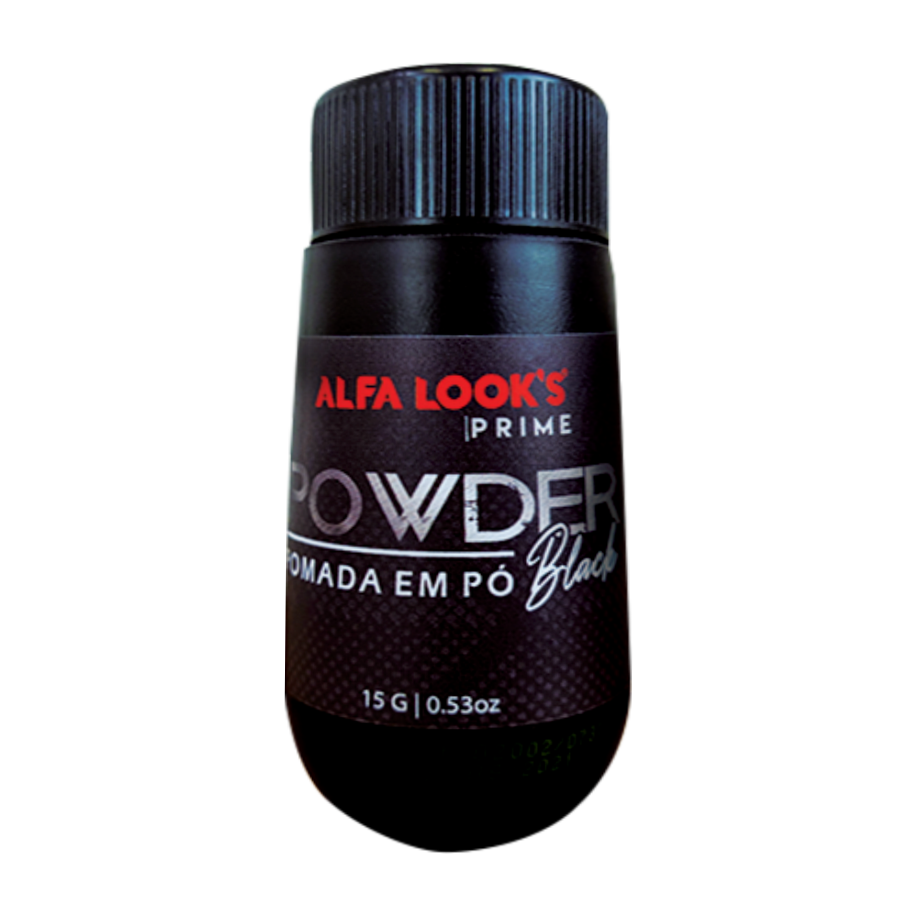 ALFA LOOK'S®
PRIME
POWDER
Black
POMADA EM PÓ
15 G | 0.53oz